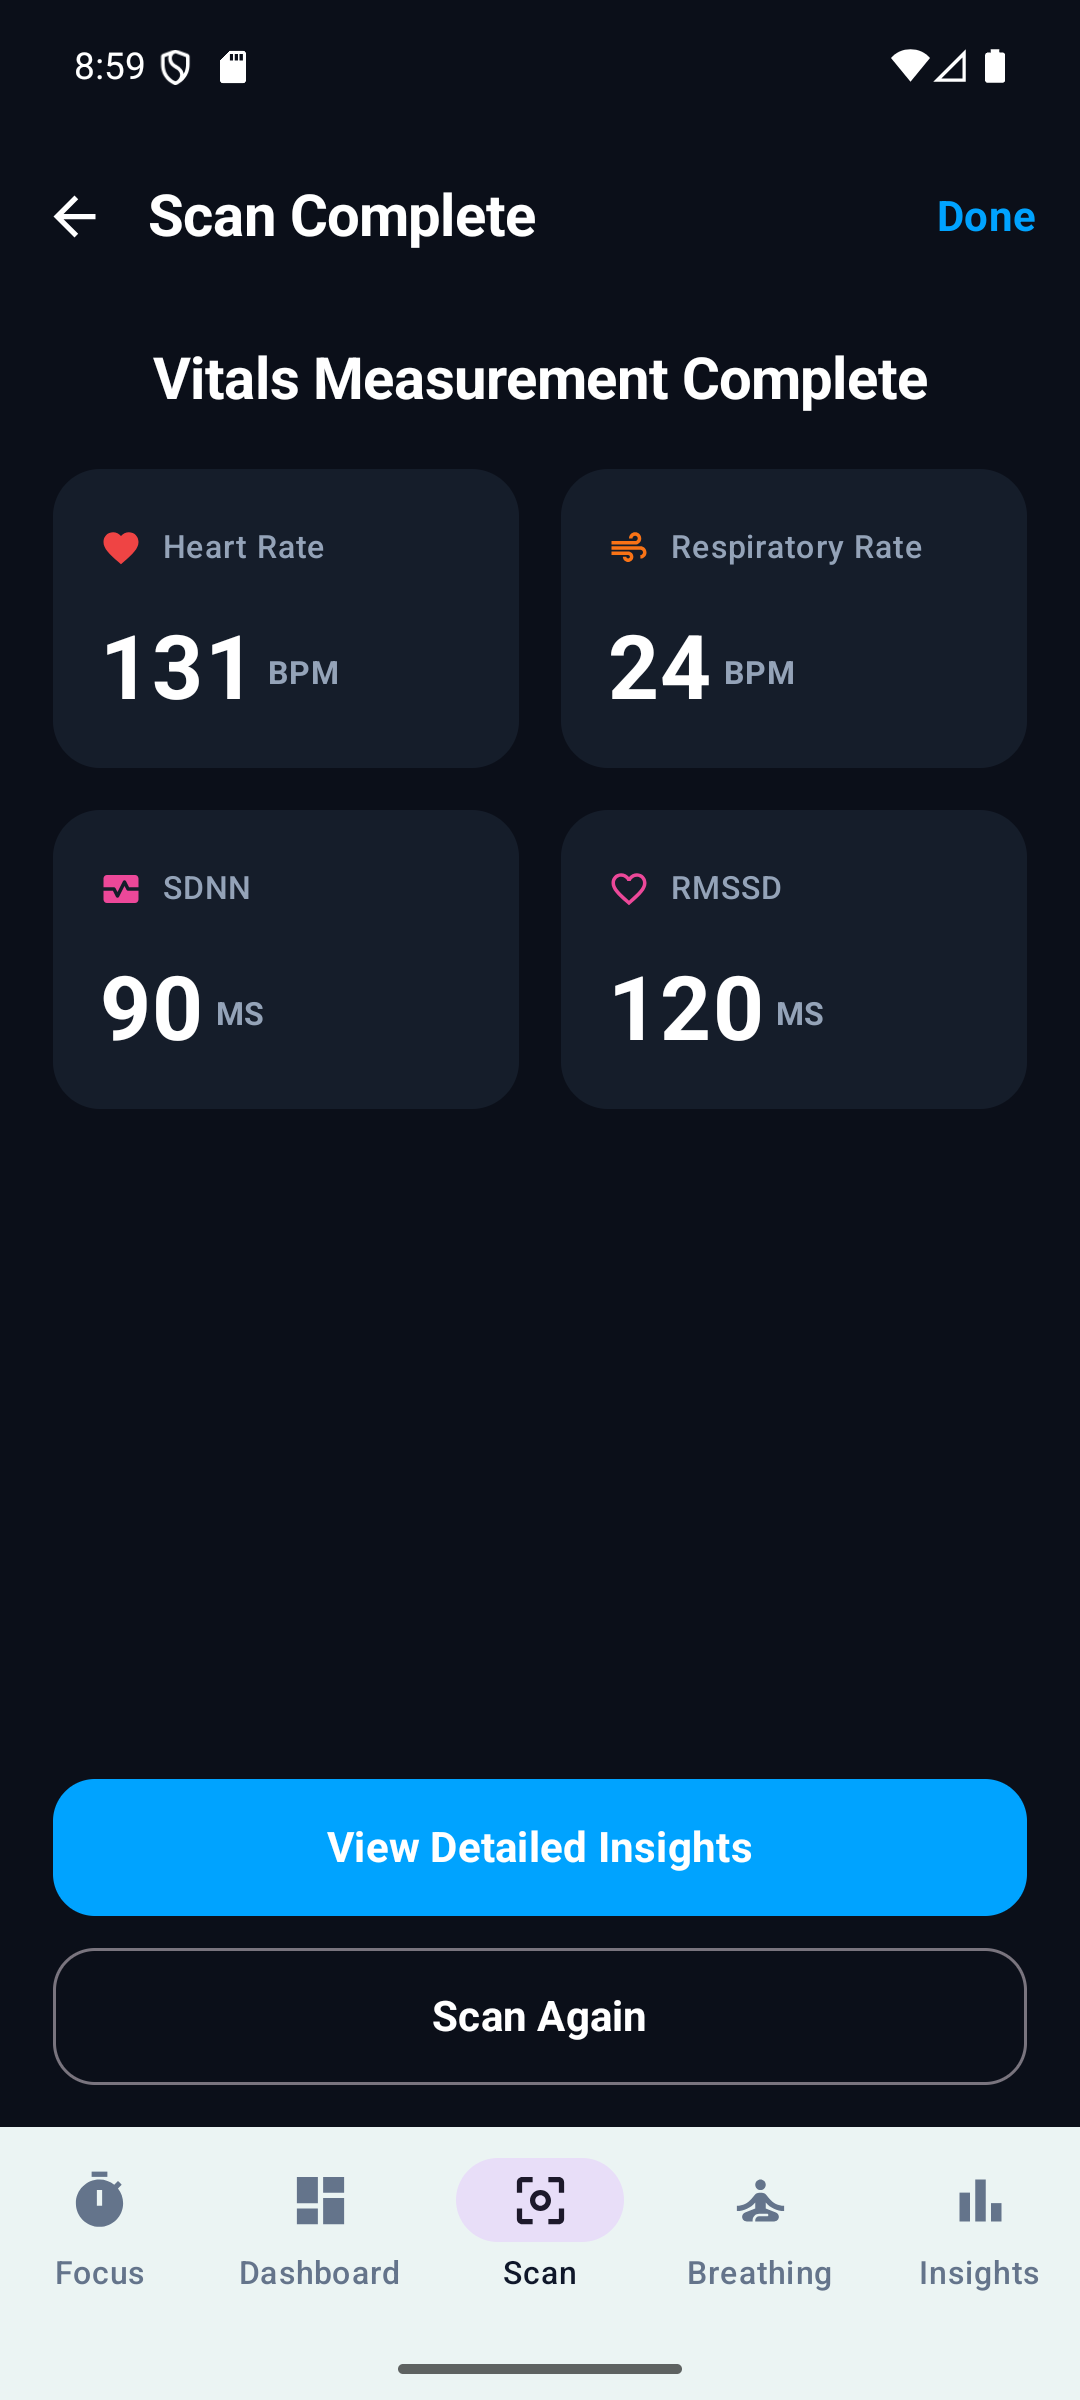 8:59
Scan Complete
Done
Vitals Measurement Complete
Heart Rate
131 BPM
Respiratory Rate
24 BPM
SDNN
90 MS
RMSSD
120 MS
View Detailed Insights
Scan Again
Focus
Dashboard
Scan
Breathing
Insights